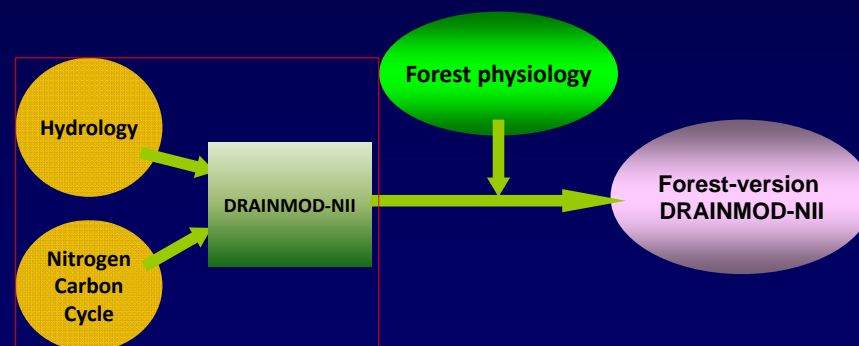 Forest physiology
Hydrology
DRAINMOD-NII
Forest-version
DRAINMOD-NII
Nitrogen
Carbon
Cycle